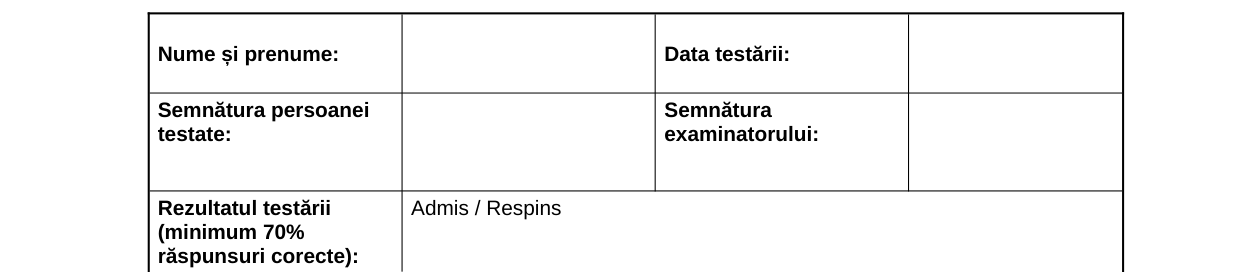 Nume și prenume:
Data testării:
Semnătura persoanei
testate:
Semnătura
examinatorului:
Rezultatul testării
(minimum 70%
răspunsuri corecte):
Admis / Respins